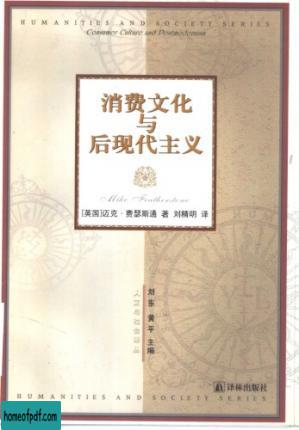 HUMANITIES AND SOCIETY SERIES
Consumer Culture and Postmodernism
消费文化
与
后现代主义
Mike Featherstone
[英国]迈克·费瑟斯通 著 刘精明 译
刘东 黄平 主编
人文与社会译丛
译林出版社
HUMANITIES AND SOCIETY SERIES
homeofpdf.com